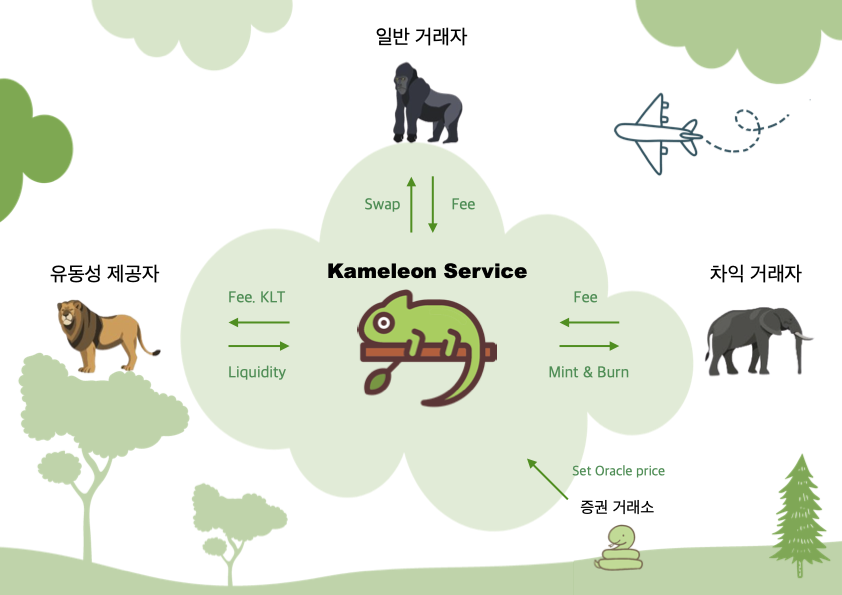 일반 거래자
Swap
Fee
Kameleon Service
유동성 제공자
차익 거래자
Fee. KLT
Liquidity
Fee
Mint & Burn
Set Oracle price
증권 거래소